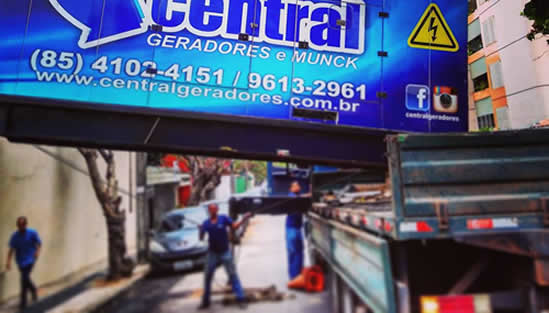 central
GERADORES e MUNCK
(85) 4102-4151 / 9613-2961
www.centralgeradores.com.br
centralgeradores